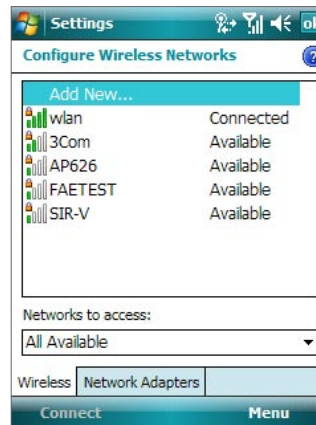 Settings ok
Configure Wireless Networks ?
Add New...
wlan Connected
3Com Available
AP626 Available
FAETEST Available
SIR-V Available
Networks to access:
All Available
Wireless Network Adapters
Connect Menu